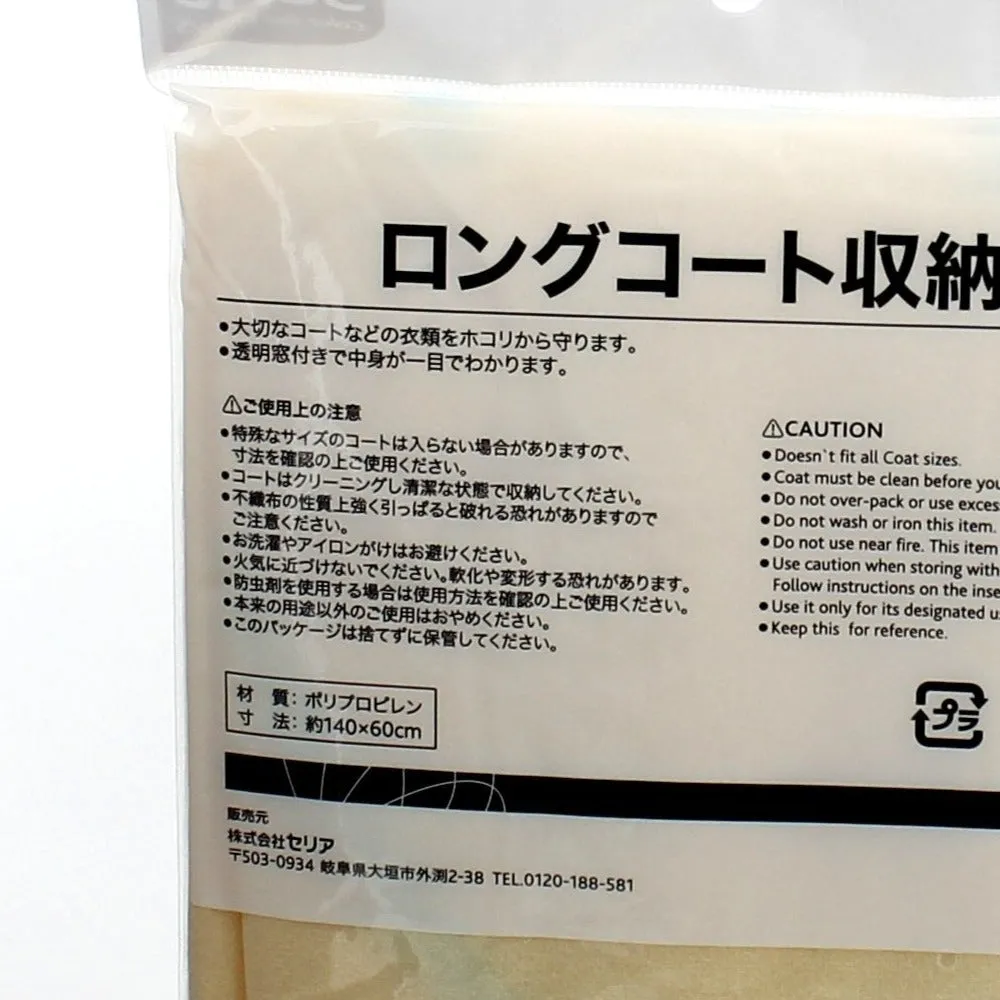 ロングコート収納
●大切なコートなどの衣類をホコリから守ります。
●透明窓付きで中身が一目でわかります。
⚠ご使用上の注意
●特殊なサイズのコートは入らない場合がありますので、
寸法を確認の上ご使用ください。
●コートはクリーニングし清潔な状態で収納してください。
●不織布の性質上強く引っぱると破れる恐れがありますので
ご注意ください。
●お洗濯やアイロンがけはお避けください。
●火気に近づけないでください。軟化や変形する恐れがあります。
●防虫剤を使用する場合は使用方法を確認の上ご使用ください。
●本来の用途以外のご使用はおやめください。
●このパッケージは捨てずに保管してください。
⚠CAUTION
●Doesn`t fit all Coat sizes.
●Coat must be clean before you
●Do not over-pack or use exces
●Do not wash or iron this item.
●Do not use near fire. This item
●Use caution when storing with
Follow instructions on the inse
●Use it only for its designated u
●Keep this for reference.
材 質：ポリプロピレン
寸 法：約140×60cm
プラ
販売元
株式会社セリア
〒503-0934 岐阜県大垣市外渕2-38 TEL.0120-188-581